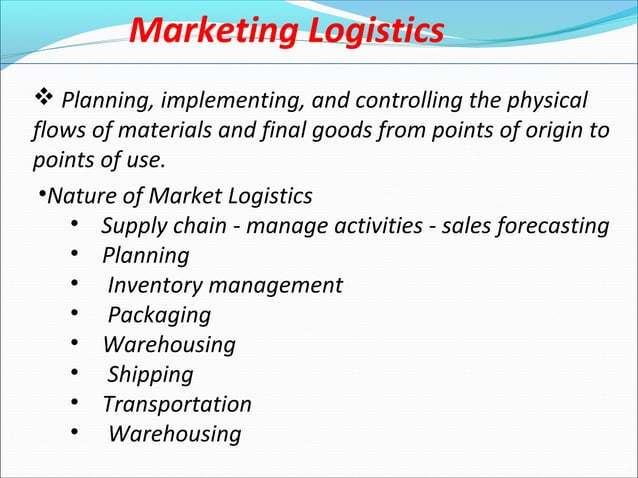 Marketing Logistics
❖ Planning, implementing, and controlling the physical
flows of materials and final goods from points of origin to
points of use.
•Nature of Market Logistics
• Supply chain - manage activities - sales forecasting
• Planning
• Inventory management
• Packaging
• Warehousing
• Shipping
• Transportation
• Warehousing